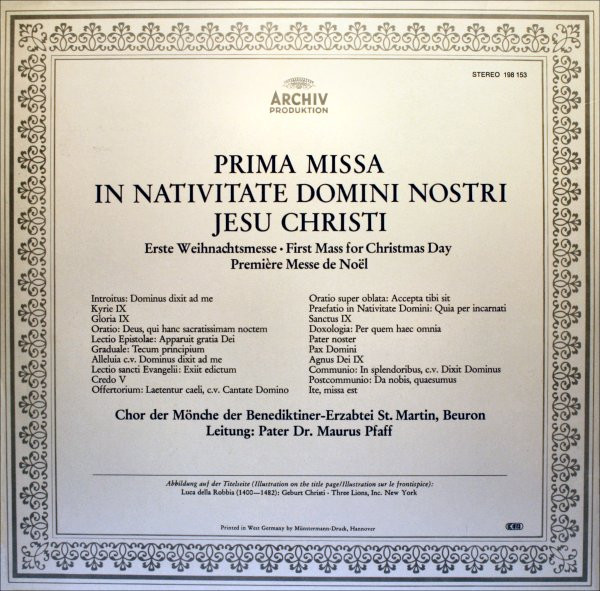 STEREO 198 153
ARCHIV
PRODUKTION
PRIMA MISSA
IN NATIVITATE DOMINI NOSTRI
JESU CHRISTI
Erste Weihnachtsmesse · First Mass for Christmas Day
Première Messe de Noël
Introitus: Dominus dixit ad me
Kyrie IX
Gloria IX
Oratio: Deus, qui hanc sacratissimam noctem
Lectio Epistolae: Apparuit gratia Dei
Graduale: Tecum principium
Alleluia c.v. Dominus dixit ad me
Lectio sancti Evangelii: Exiit edictum
Credo V
Offertorium: Laetentur caeli, c.v. Cantate Domino
Oratio super oblata: Accepta tibi sit
Praefatio in Nativitate Domini: Quia per incarnati
Sanctus IX
Doxologia: Per quem haec omnia
Pater noster
Pax Domini
Agnus Dei IX
Communio: In splendoribus, c.v. Dixit Dominus
Postcommunio: Da nobis, quaesumus
Ite, missa est
Chor der Mönche der Benediktiner-Erzabtei St. Martin, Beuron
Leitung: Pater Dr. Maurus Pfaff
Abbildung auf der Titelseite (Illustration on the title page/Illustration sur le frontispice):
Luca della Robbia (1400—1482): Geburt Christi - Three Lions, Inc. New York
Printed in West Germany by Münstermann-Druck, Hannover